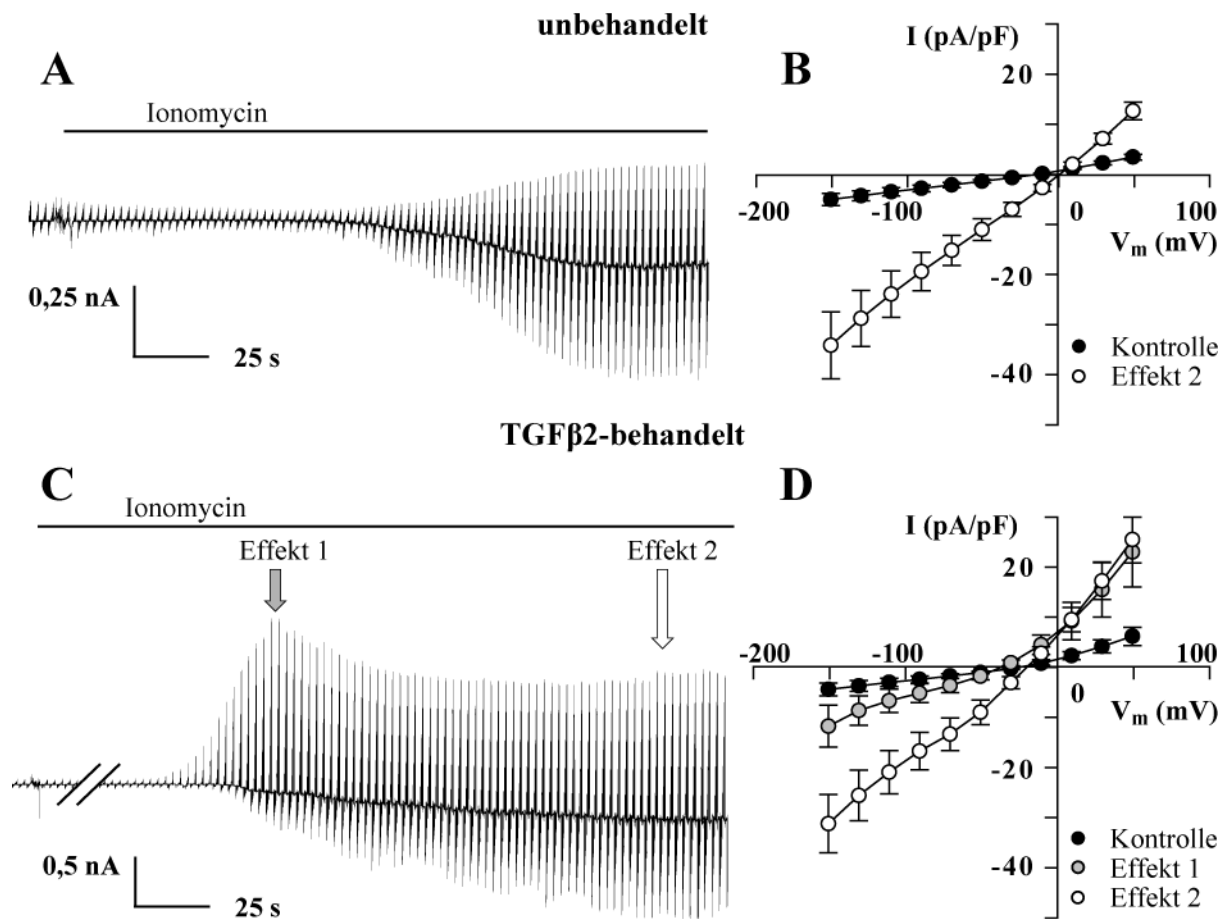 unbehandelt
A
Ionomycin
0,25 nA
25 s
B
I (pA/pF)
20
-200
-100
0
100
V_m (mV)
-20
-40
Kontrolle
Effekt 2
TGFβ2-behandelt
C
Ionomycin
Effekt 1
Effekt 2
0,5 nA
25 s
D
I (pA/pF)
20
-200
-100
0
100
V_m (mV)
-20
-40
Kontrolle
Effekt 1
Effekt 2